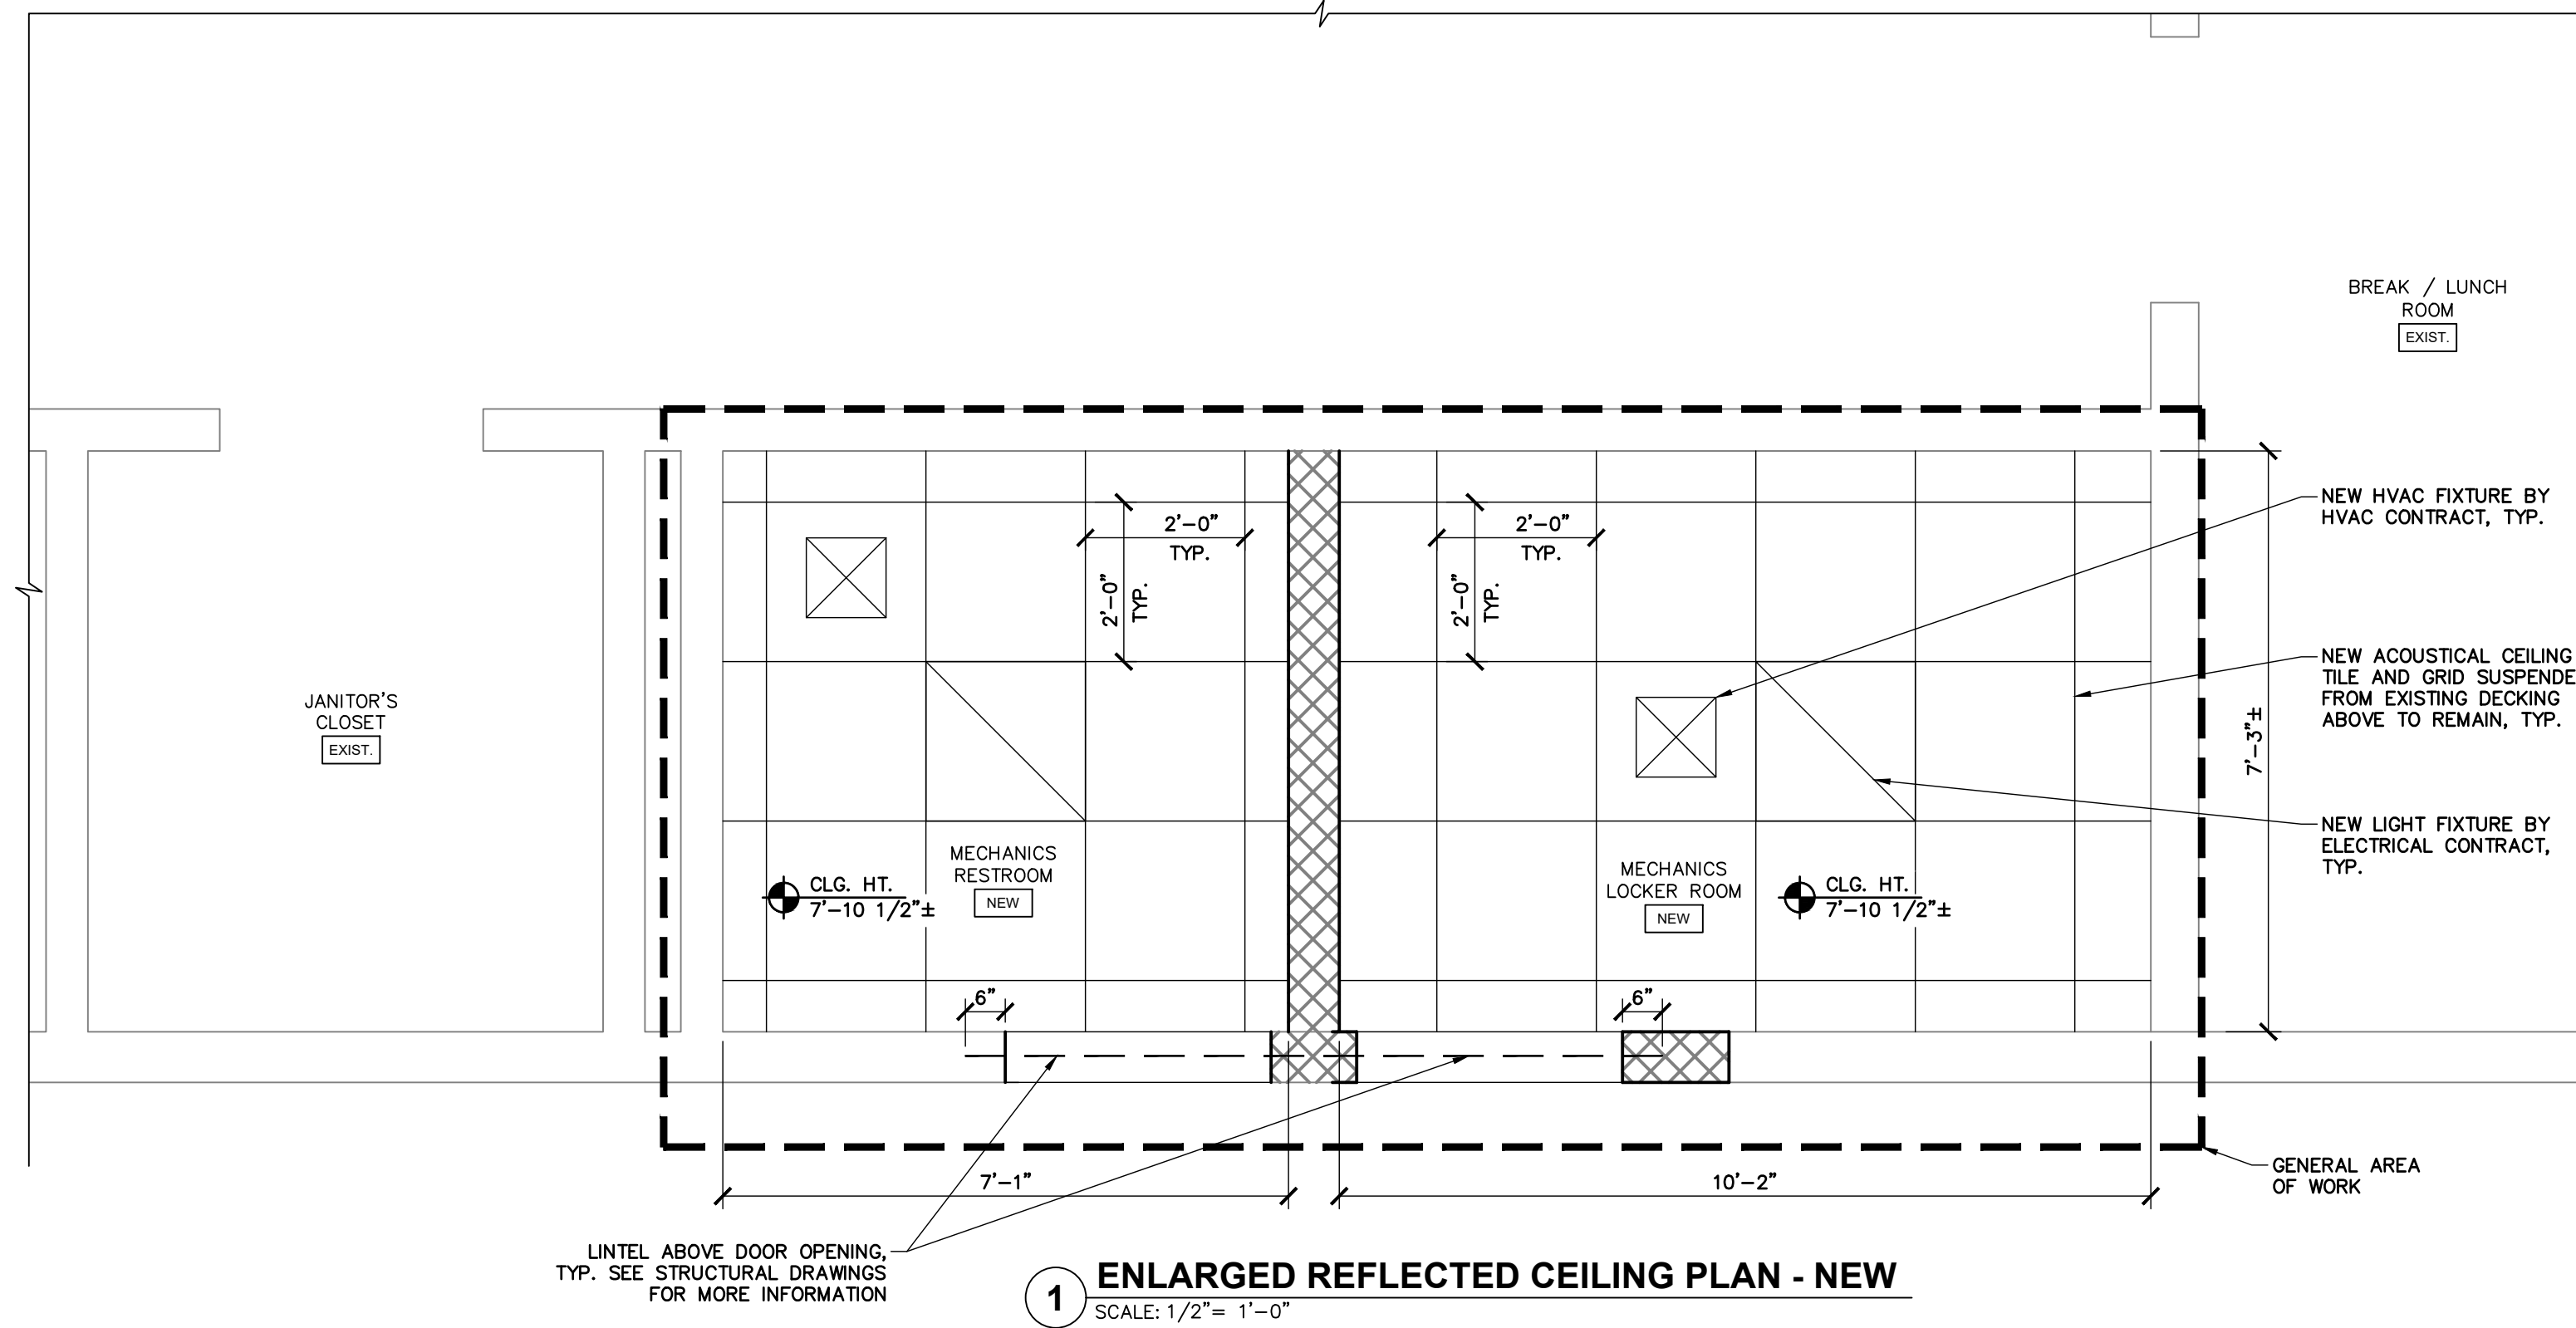 BREAK / LUNCH
ROOM
EXIST.
NEW HVAC FIXTURE BY
HVAC CONTRACT, TYP.
2'-0"
TYP.
2'-0"
TYP.
2'-0"
TYP.
2'-0"
TYP.
NEW ACOUSTICAL CEILING
TILE AND GRID SUSPENDE
FROM EXISTING DECKING
ABOVE TO REMAIN, TYP.
JANITOR'S
CLOSET
EXIST.
7'-3"±
NEW LIGHT FIXTURE BY
ELECTRICAL CONTRACT,
TYP.
MECHANICS
RESTROOM
NEW
CLG. HT.
7'-10 1/2"±
MECHANICS
LOCKER ROOM
NEW
CLG. HT.
7'-10 1/2"±
6"
6"
7'-1"
10'-2"
GENERAL AREA
OF WORK
LINTEL ABOVE DOOR OPENING,
TYP. SEE STRUCTURAL DRAWINGS
FOR MORE INFORMATION
1
ENLARGED REFLECTED CEILING PLAN - NEW
SCALE: 1/2"= 1'-0"